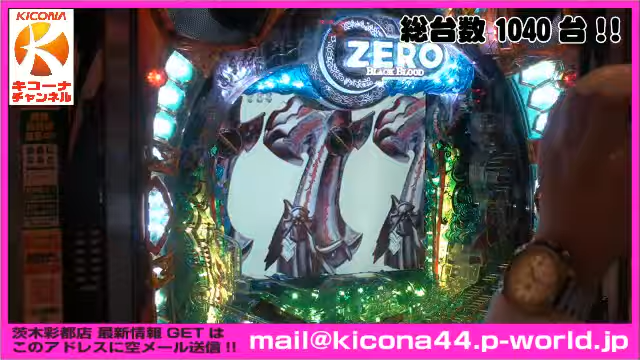 KICONA
キコーナ
チャンネル
総台数 1040 台 !!
ZERO
BLACK BLOOD
茨木彩都店 最新情報 GET は
このアドレスに空メール送信 !!
mail@kicona44.p-world.jp